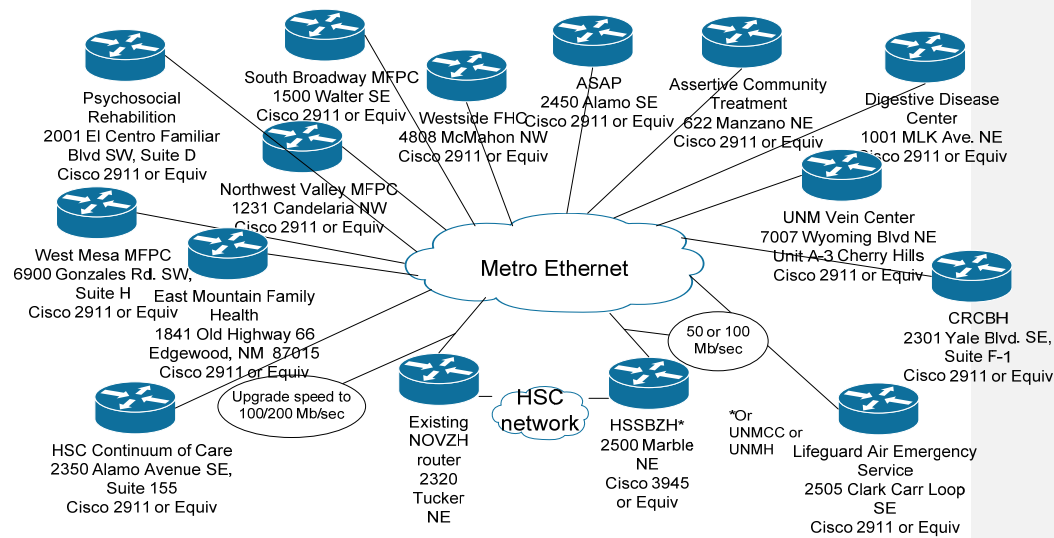 South Broadway MFPC
1500 Walter SE
Cisco 2911 or Equiv
Psychosocial
Rehabilition
2001 El Centro Familiar
Blvd SW, Suite D
Cisco 2911 or Equiv
Westside FHC
4808 McMahon NW
Cisco 2911 or Equiv
ASAP
2450 Alamo SE
Cisco 2911 or Equiv
Assertive Community
Treatment
622 Manzano NE
Cisco 2911 or Equiv
Digestive Disease
Center
1001 MLK Ave. NE
Cisco 2911 or Equiv
Northwest Valley MFPC
1231 Candelaria NW
Cisco 2911 or Equiv
UNM Vein Center
7007 Wyoming Blvd NE
Unit A-3 Cherry Hills
Cisco 2911 or Equiv
West Mesa MFPC
6900 Gonzales Rd. SW,
Suite H
Cisco 2911 or Equiv
East Mountain Family
Health
1841 Old Highway 66
Edgewood, NM 87015
Cisco 2911 or Equiv
Metro Ethernet
CRCBH
2301 Yale Blvd. SE,
Suite F-1
Cisco 2911 or Equiv
50 or 100
Mb/sec
Upgrade speed to
100/200 Mb/sec
HSC
network
HSC Continuum of Care
2350 Alamo Avenue SE,
Suite 155
Cisco 2911 or Equiv
Existing
NOVZH
router
2320
Tucker
NE
HSSBZH*
2500 Marble
NE
Cisco 3945
or Equiv
*Or
UNMCC or
UNMH
Lifeguard Air Emergency
Service
2505 Clark Carr Loop
SE
Cisco 2911 or Equiv